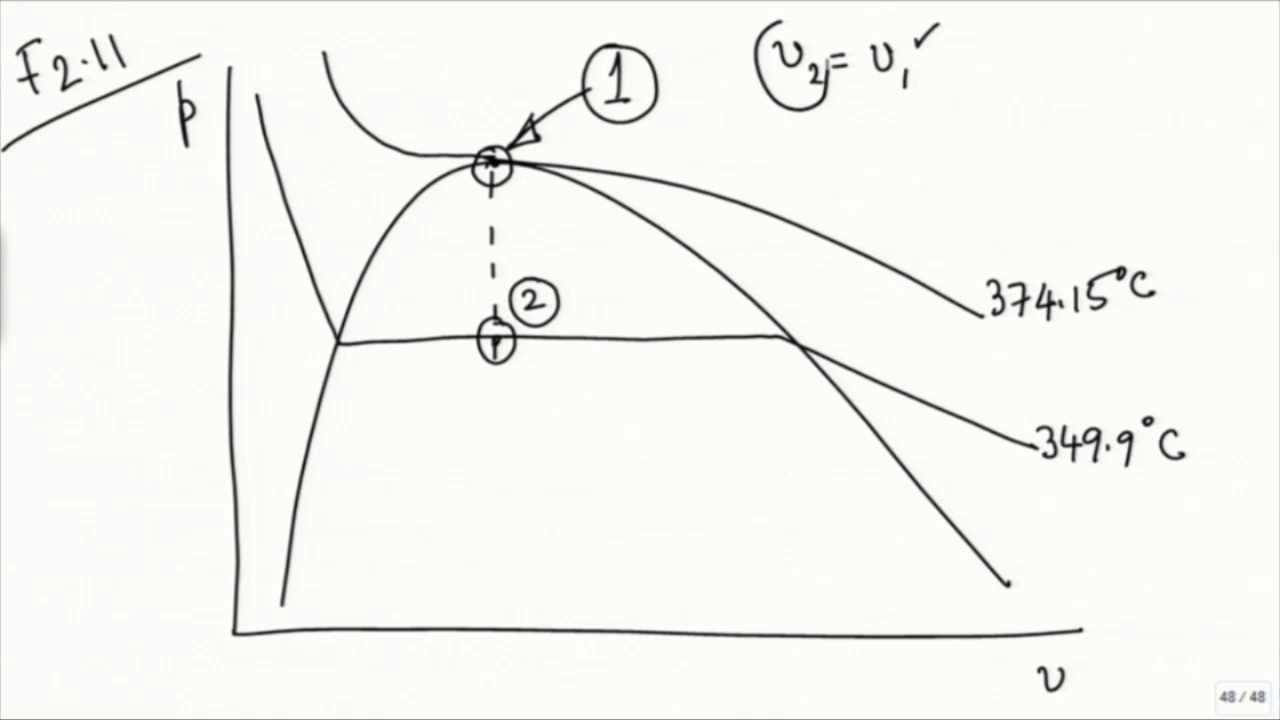 F2.11
p
1
v₂ = v₁ ✓
2
374.15°C
349.9°C
v
48 / 48